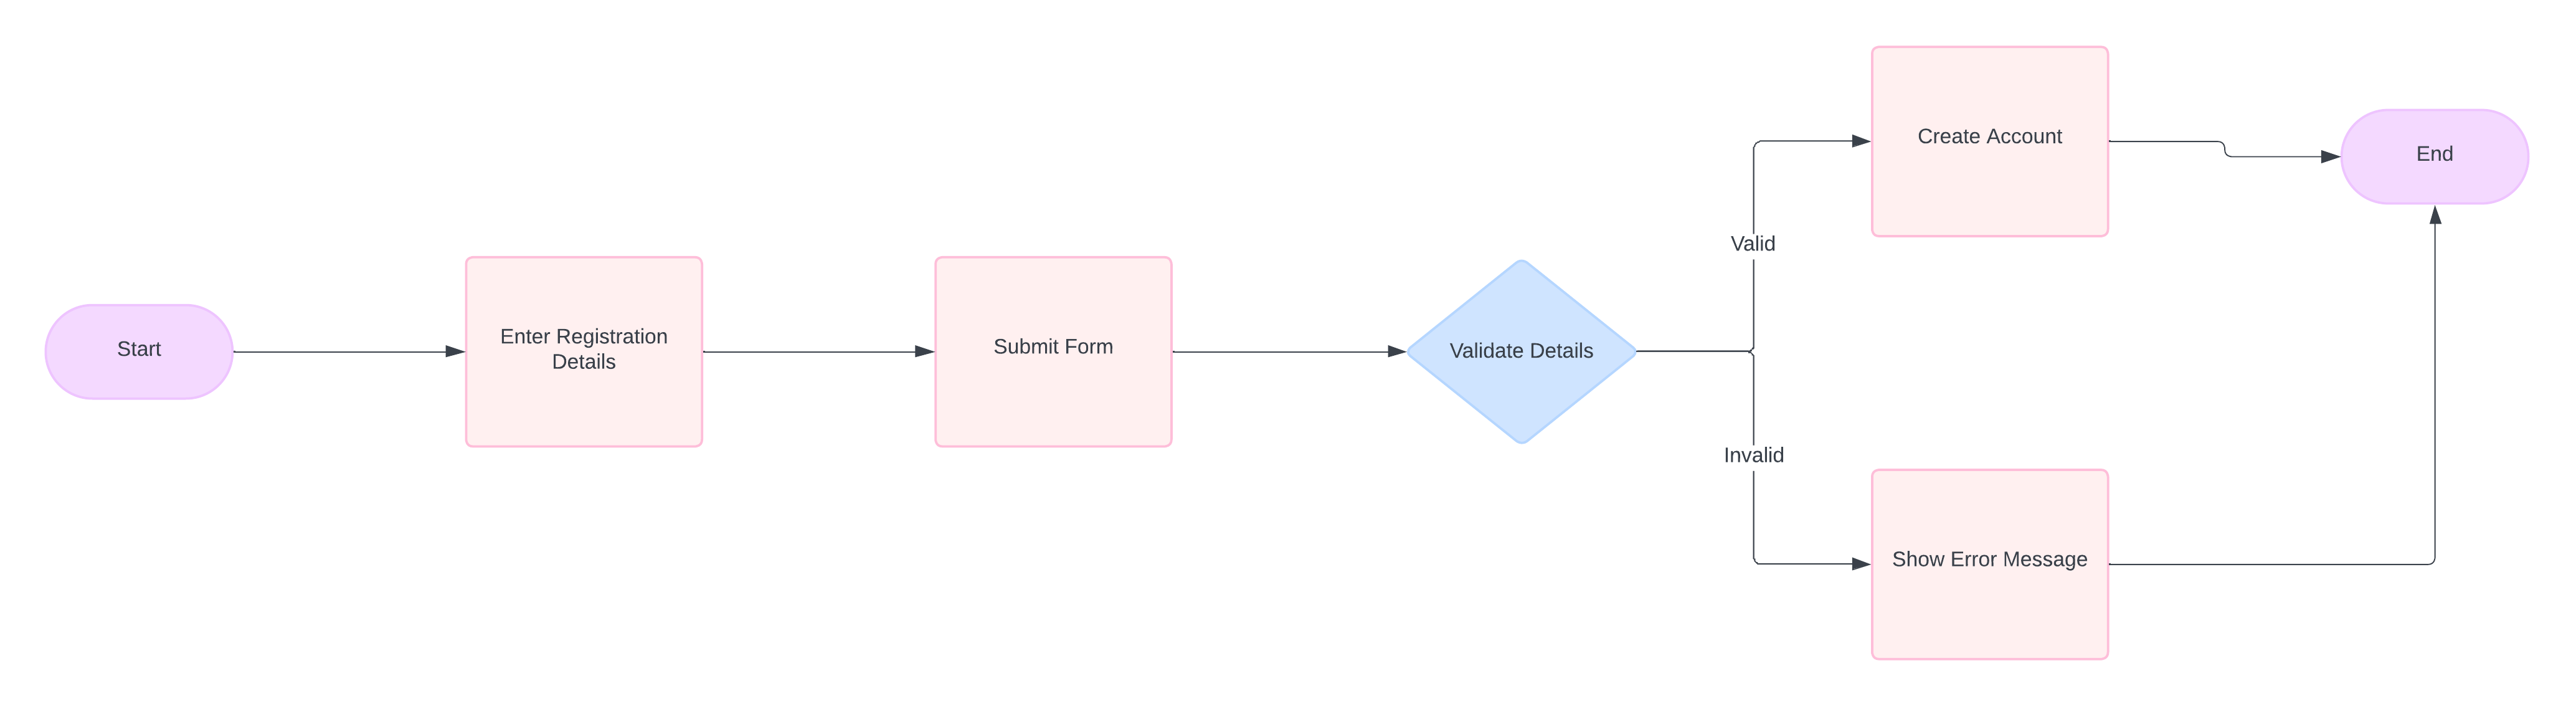 Start
Enter Registration
Details
Submit Form
Validate Details
Valid
Invalid
Create Account
Show Error Message
End